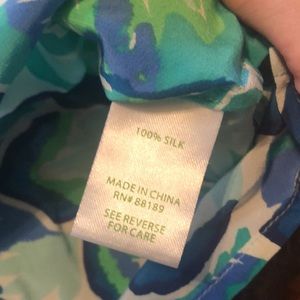 100% SILK
MADE IN CHINA
RN# 88189
SEE REVERSE
FOR CARE